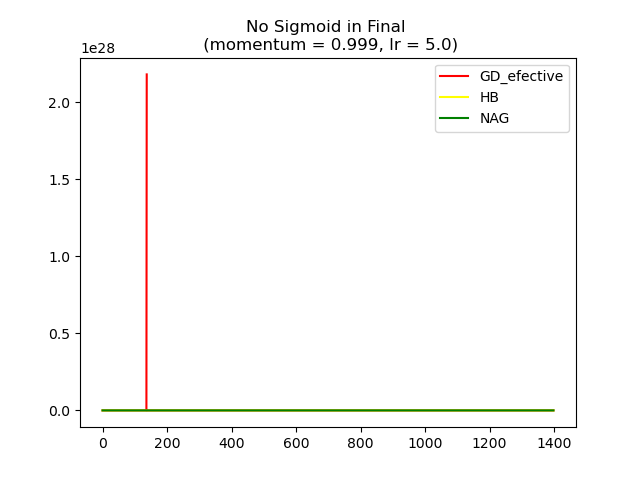 No Sigmoid in Final
(momentum = 0.999, lr = 5.0)
1e28
GD_efective
HB
NAG
2.0
1.5
1.0
0.5
0.0
0 200 400 600 800 1000 1200 1400